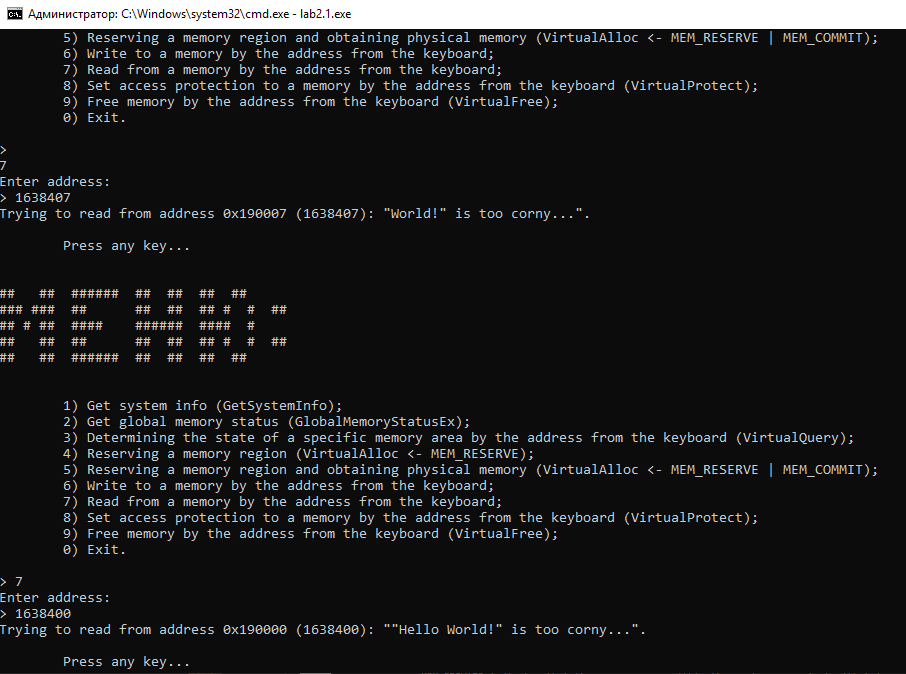 Администратор: C:\Windows\system32\cmd.exe - lab2.1.exe
5) Reserving a memory region and obtaining physical memory (VirtualAlloc <- MEM_RESERVE | MEM_COMMIT);
6) Write to a memory by the address from the keyboard;
7) Read from a memory by the address from the keyboard;
8) Set access protection to a memory by the address from the keyboard (VirtualProtect);
9) Free memory by the address from the keyboard (VirtualFree);
0) Exit.
>
7
Enter address:
> 1638407
Trying to read from address 0x190007 (1638407): "World!" is too corny...".
Press any key...
##   ##  ######  ##  ##  ##  ##
### ###  ##      ##  ##  ## #  #  ##
## # ##  ####    ######  ####  #
##   ##  ##      ##  ##  ## #  #  ##
##   ##  ######  ##  ##  ##  ##
1) Get system info (GetSystemInfo);
2) Get global memory status (GlobalMemoryStatusEx);
3) Determining the state of a specific memory area by the address from the keyboard (VirtualQuery);
4) Reserving a memory region (VirtualAlloc <- MEM_RESERVE);
5) Reserving a memory region and obtaining physical memory (VirtualAlloc <- MEM_RESERVE | MEM_COMMIT);
6) Write to a memory by the address from the keyboard;
7) Read from a memory by the address from the keyboard;
8) Set access protection to a memory by the address from the keyboard (VirtualProtect);
9) Free memory by the address from the keyboard (VirtualFree);
0) Exit.
> 7
Enter address:
> 1638400
Trying to read from address 0x190000 (1638400): ""Hello World!" is too corny...".
Press any key...